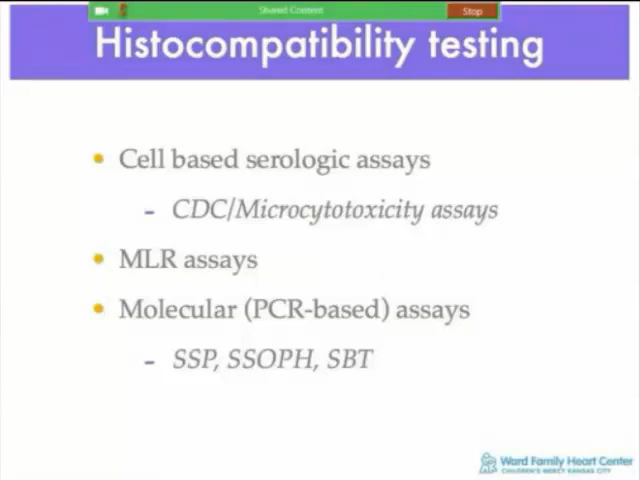 Shared Content
Stop
Histocompatibility testing
Cell based serologic assays
- CDC/Microcytotoxicity assays
MLR assays
Molecular (PCR-based) assays
- SSP, SSOPH, SBT
Ward Family Heart Center
CHILDREN'S MERCY KANSAS CITY